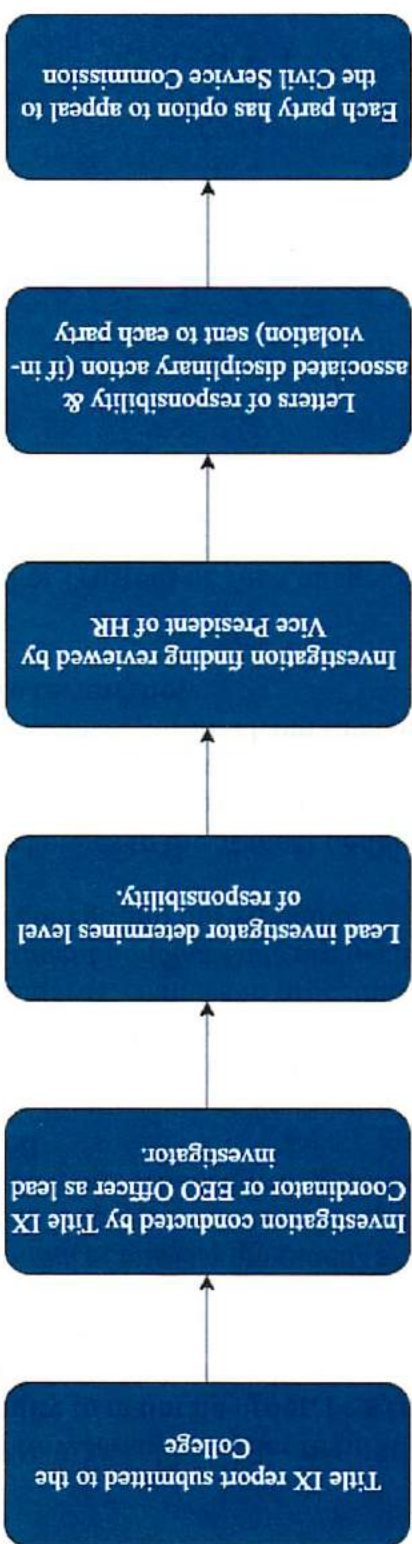 Title IX report submitted to the
College
Investigation conducted by Title IX
Coordinator or EEO Officer as lead
investigator.
Lead investigator determines level
of responsibility.
Investigation finding reviewed by
Vice President of HR
Letters of responsibility &
associated disciplinary action (if in-
violation) sent to each party
Each party has option to appeal to
the Civil Service Commission